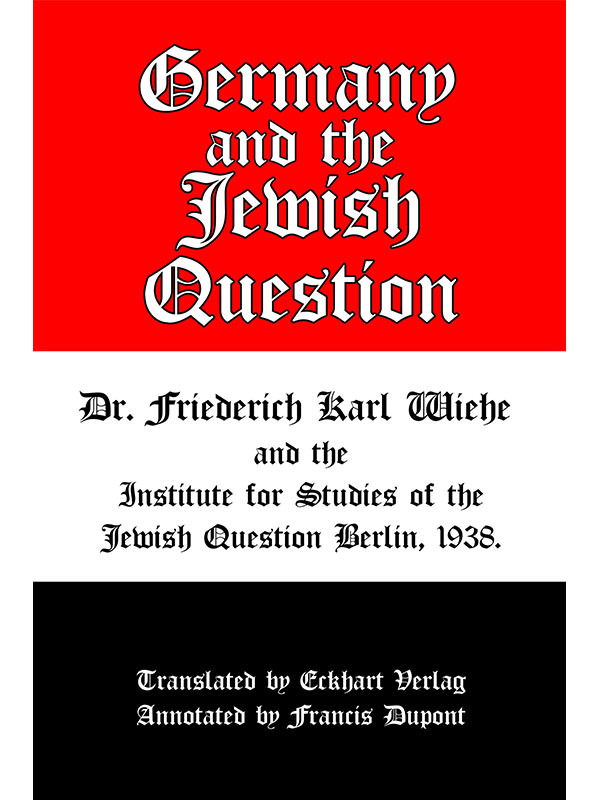 Germany
and the
Jewish
Question
Dr. Friederich Karl Wiehe
and the
Institute for Studies of the
Jewish Question Berlin, 1938.
Translated by Eckhart Verlag
Annotated by Francis Dupont